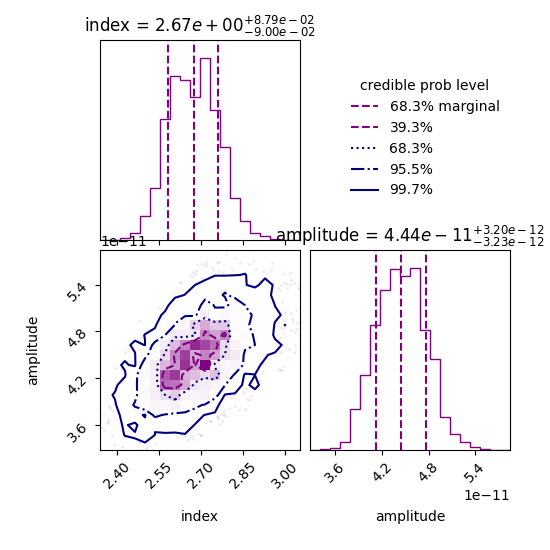 index = 2.67e+00 +8.79e−02 −9.00e−02
credible prob level
68.3% marginal
39.3%
68.3%
95.5%
99.7%
1e−11
amplitude = 4.44e−11 +3.20e−12 −3.23e−12
amplitude
5.4
4.8
4.2
3.6
2.40 2.55 2.70 2.85 3.00
3.6 4.2 4.8 5.4
1e−11
index
amplitude